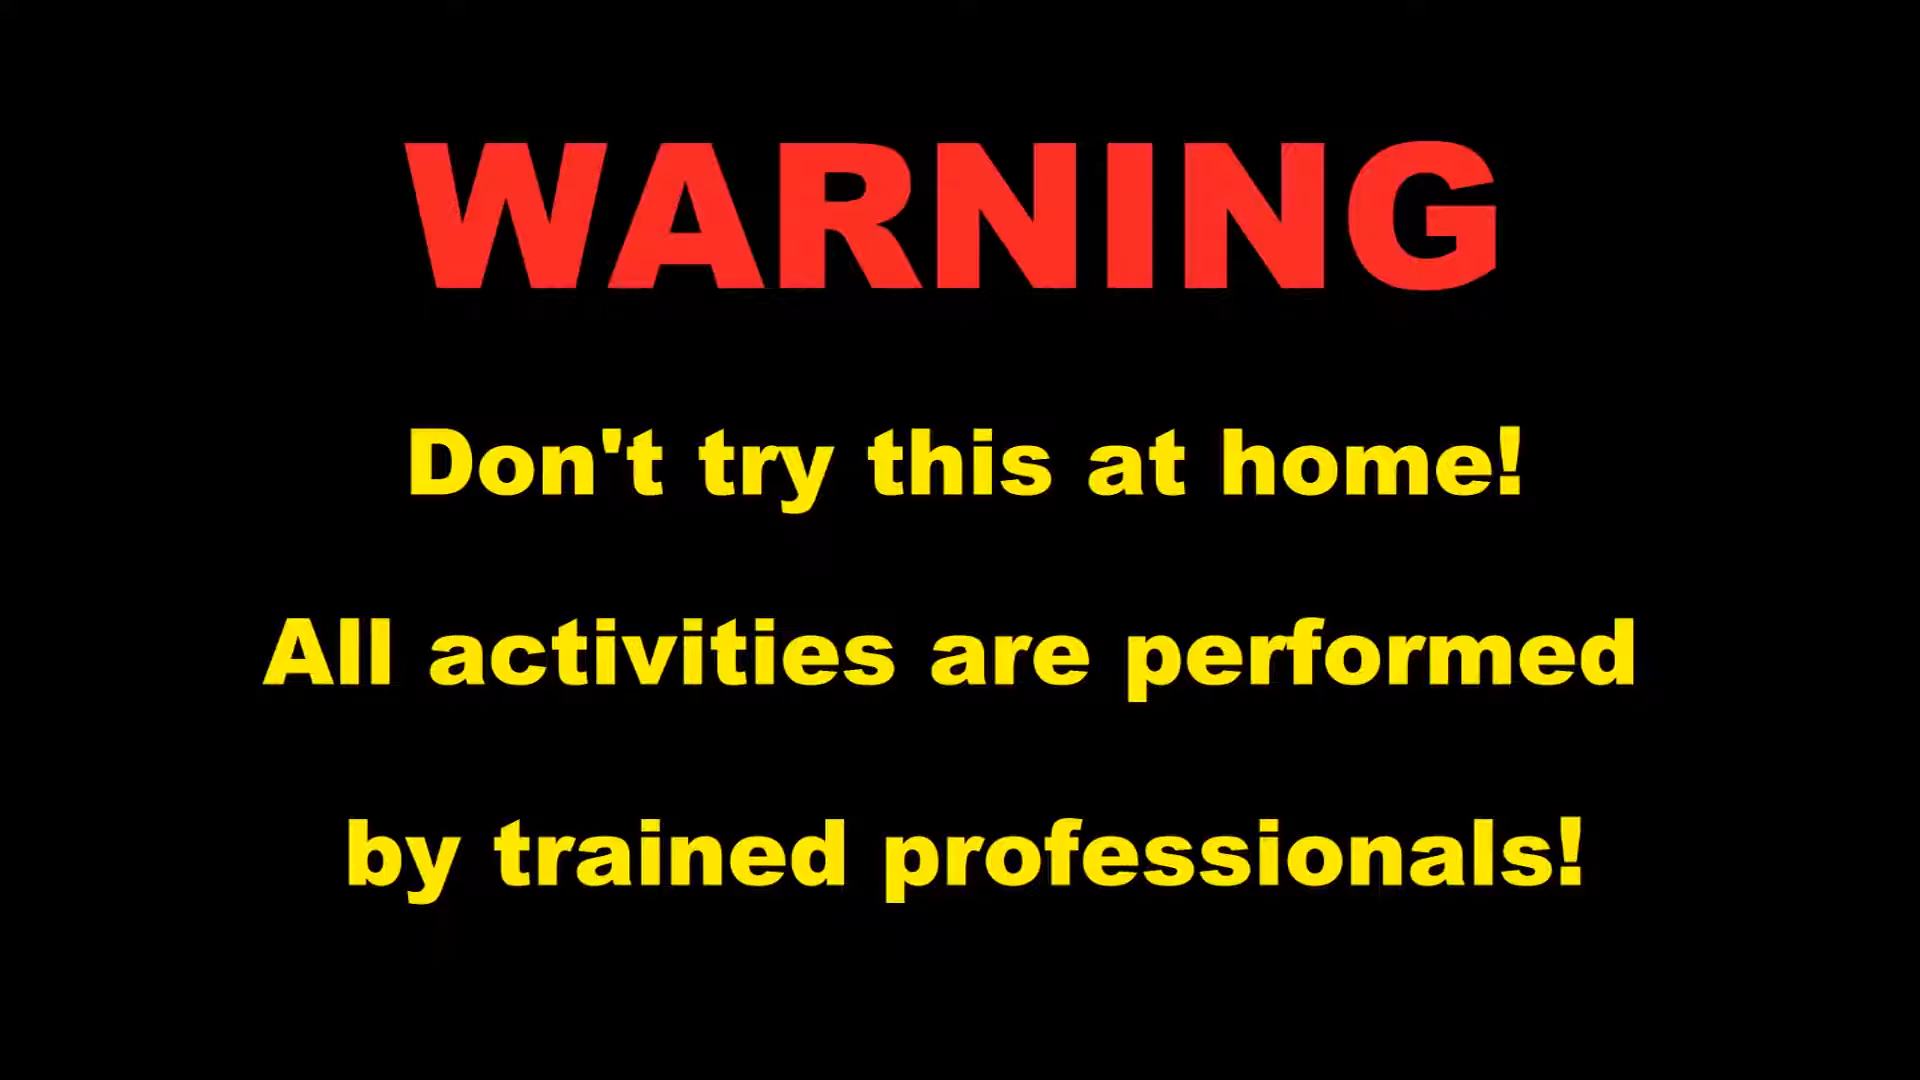 WARNING
Don't try this at home!
All activities are performed
by trained professionals!